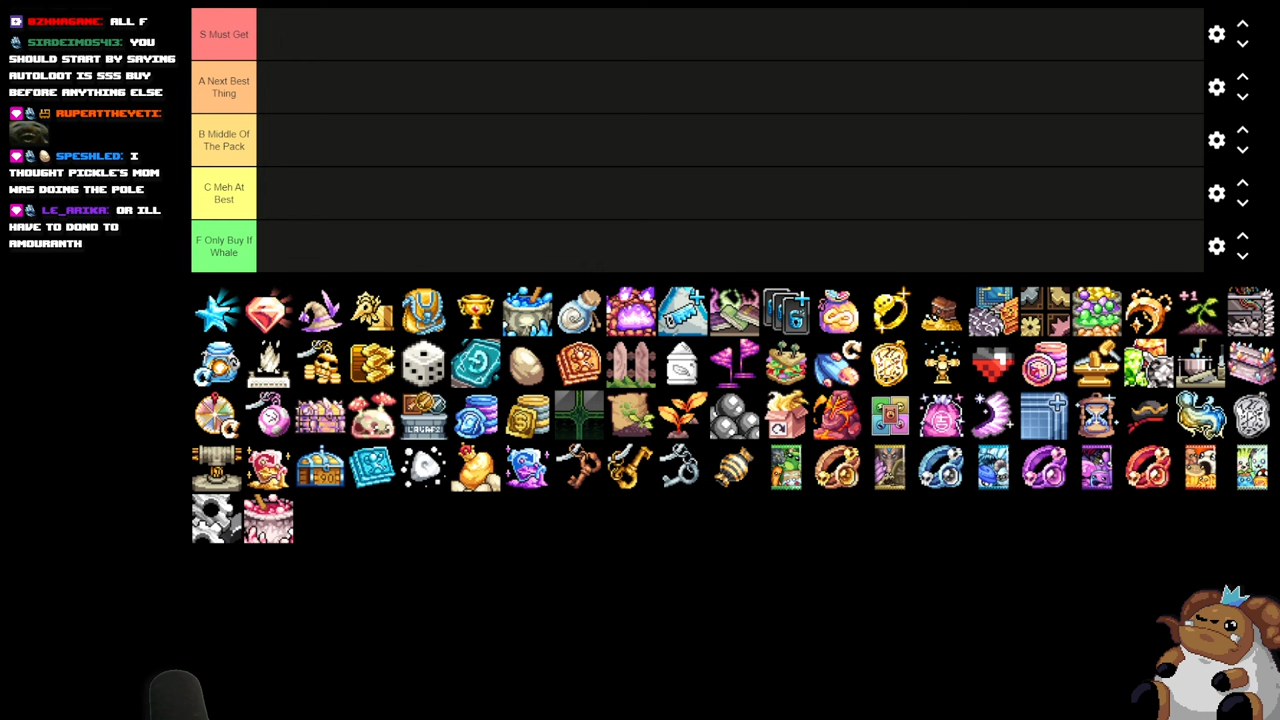 BZHHAGANE: ALL F
SIRDEIMOS413: YOU
SHOULD START BY SAYING
AUTOLOOT IS SSS BUY
BEFORE ANYTHING ELSE
RUPERTTHEYETI:
SPESHLED: I
THOUGHT PICKLE'S MOM
WAS DOING THE POLE
LE_ARIKA: OR ILL
HAVE TO DONO TO
AMOURANTH
S Must Get
A Next Best
Thing
B Middle Of
The Pack
C Meh At
Best
F Only Buy If
Whale
+1